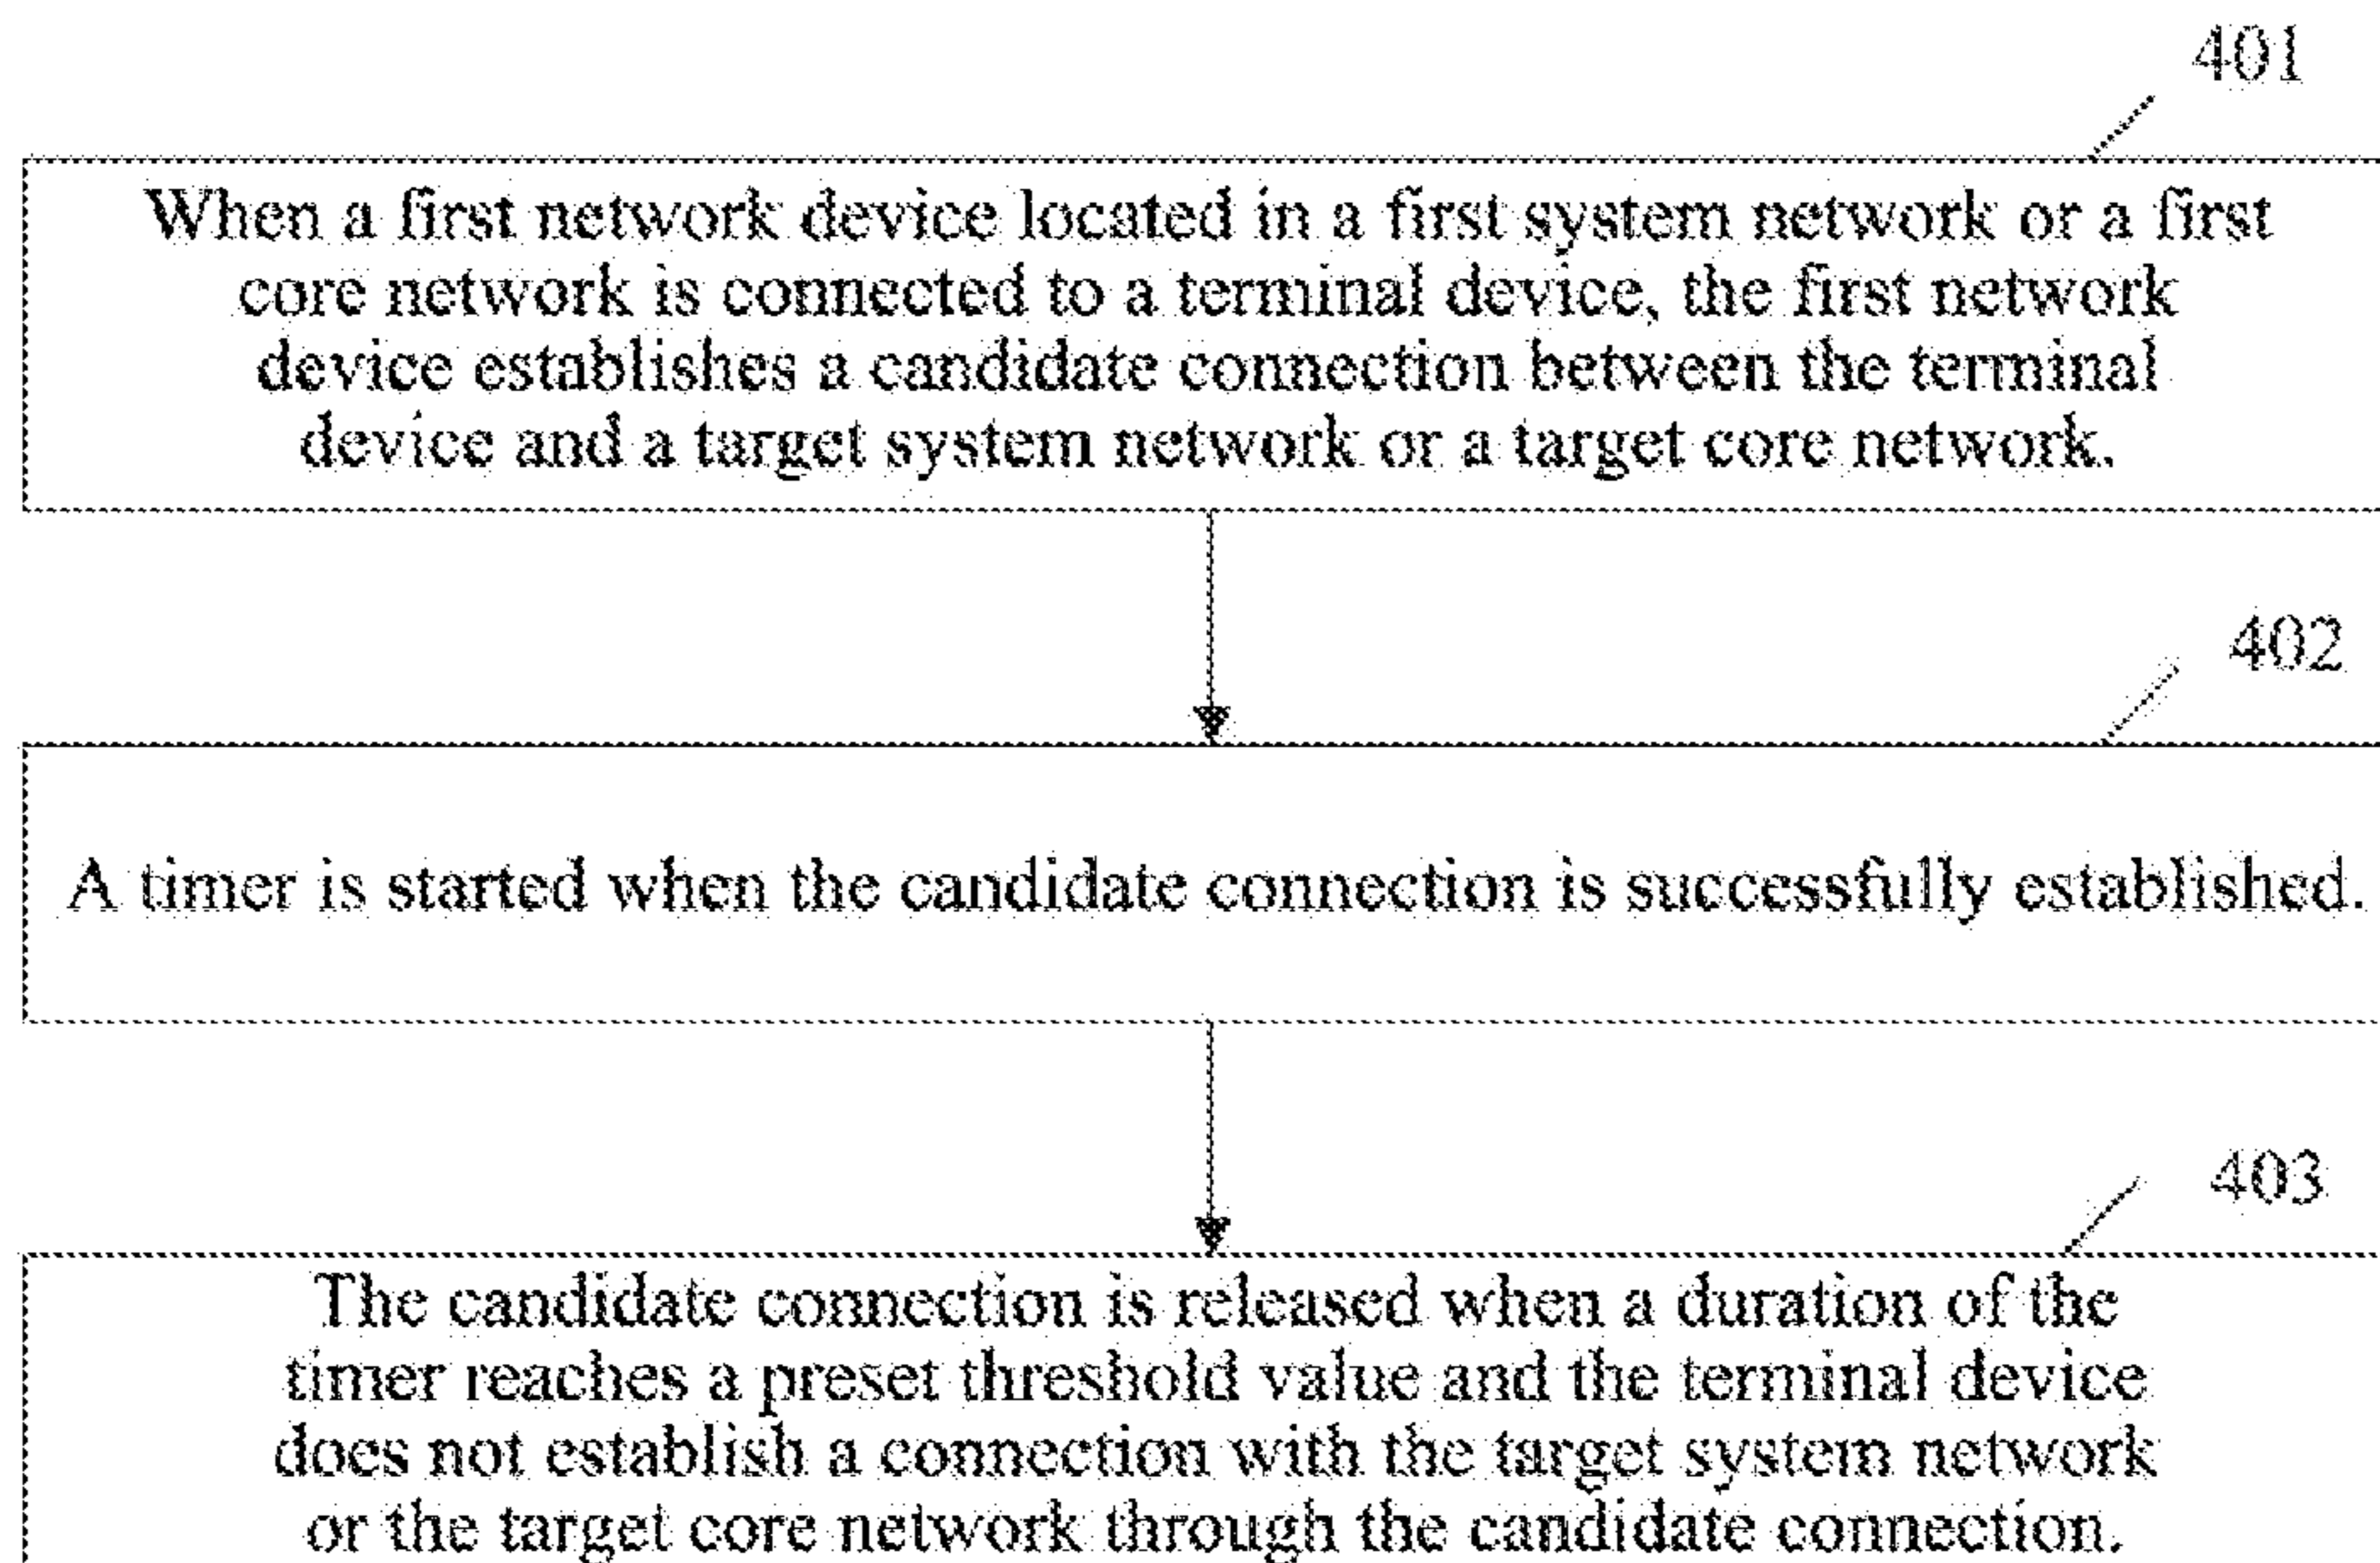 401
When a first network device located in a first system network or a first
core network is connected to a terminal device, the first network
device establishes a candidate connection between the terminal
device and a target system network or a target core network.
402
A timer is started when the candidate connection is successfully established.
403
The candidate connection is released when a duration of the
timer reaches a preset threshold value and the terminal device
does not establish a connection with the target system network
or the target core network through the candidate connection.